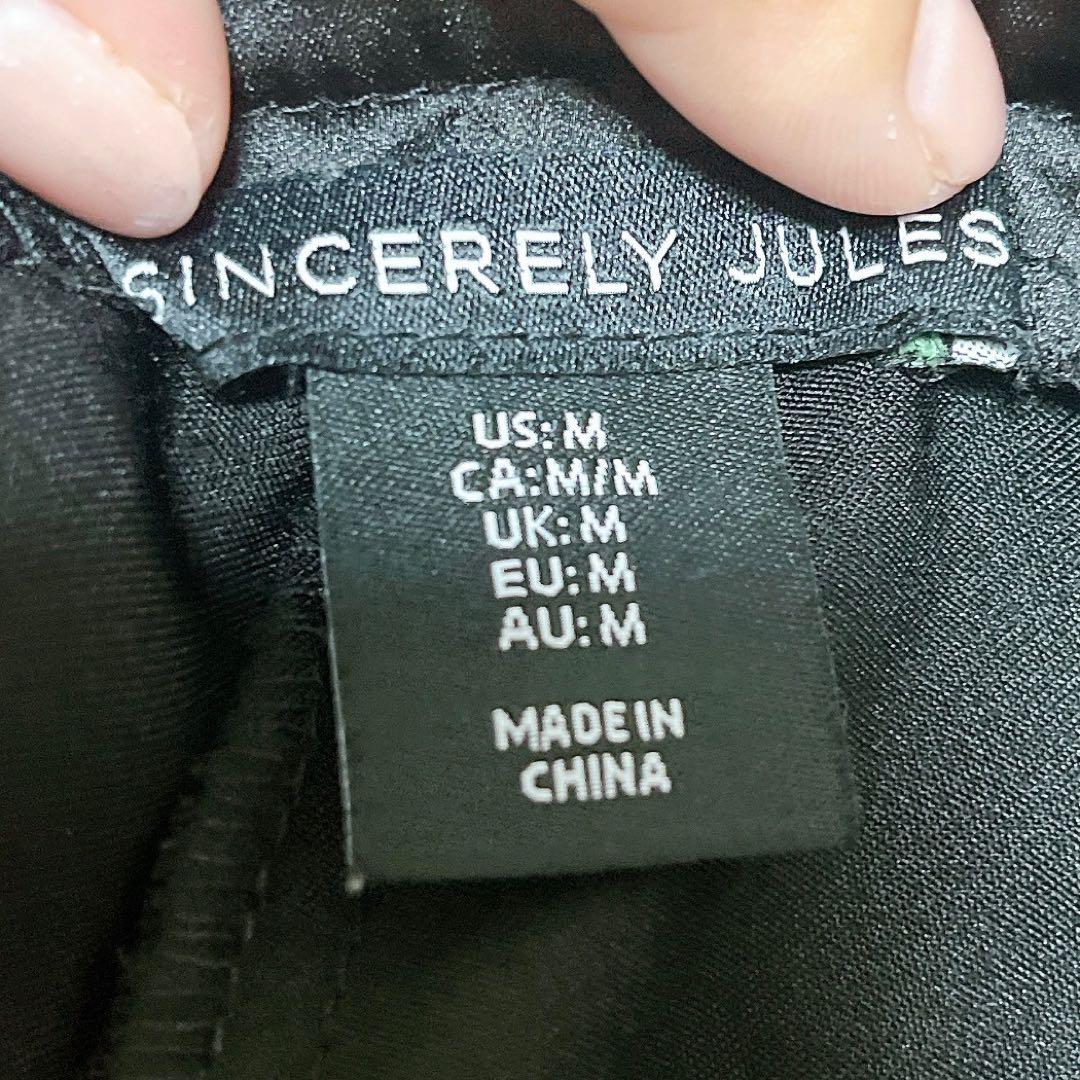 SINCERELY JULES
US: M
CA: M/M
UK: M
EU: M
AU: M
MADE IN
CHINA